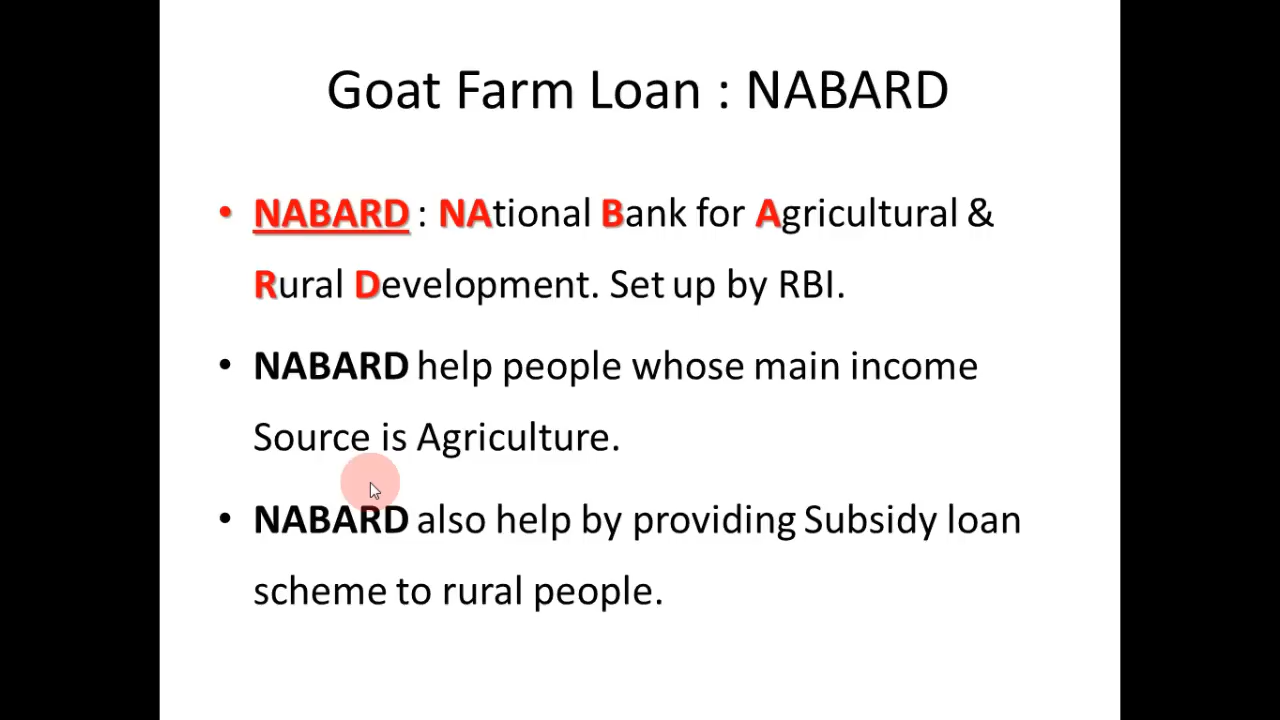 Goat Farm Loan : NABARD
• NABARD : NAtional Bank for Agricultural &
Rural Development. Set up by RBI.
• NABARD help people whose main income
Source is Agriculture.
• NABARD also help by providing Subsidy loan
scheme to rural people.